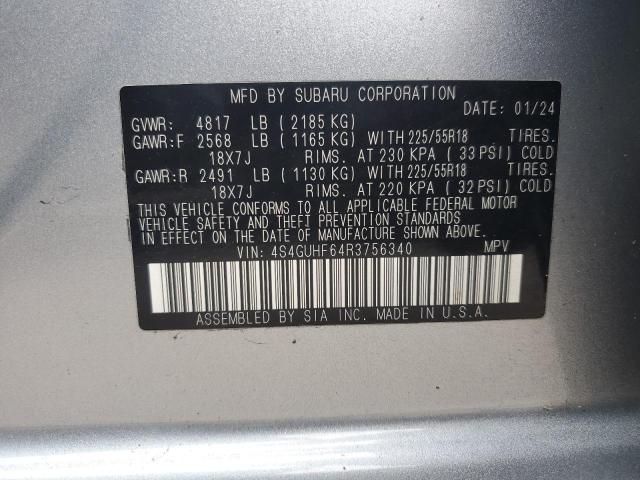 MFD BY SUBARU CORPORATION
DATE: 01/24
GVWR: 4817 LB ( 2185 KG)
GAWR: F 2568 LB ( 1165 KG) WITH 225/55R18 TIRES.
18X7J RIMS. AT 230 KPA ( 33 PSI) COLD
GAWR: R 2491 LB ( 1130 KG) WITH 225/55R18 TIRES.
18X7J RIMS. AT 220 KPA ( 32 PSI) COLD
THIS VEHICLE CONFORMS TO ALL APPLICABLE FEDERAL MOTOR
VEHICLE SAFETY AND THEFT PREVENTION STANDARDS
IN EFFECT ON THE DATE OF MANUFACTURE SHOWN ABOVE.
VIN: 4S4GUHF64R3756340 MPV
ASSEMBLED BY SIA INC. MADE IN U.S.A.